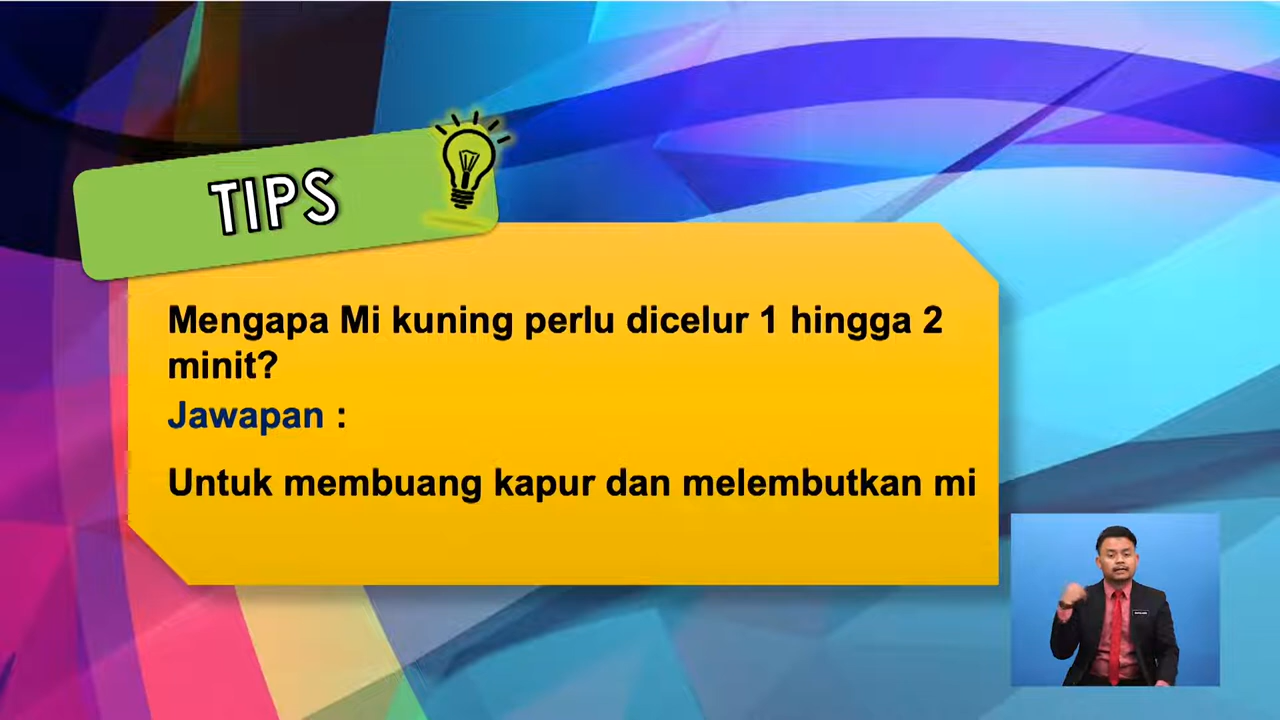 TIPS
Mengapa Mi kuning perlu dicelur 1 hingga 2
minit?
Jawapan :
Untuk membuang kapur dan melembutkan mi